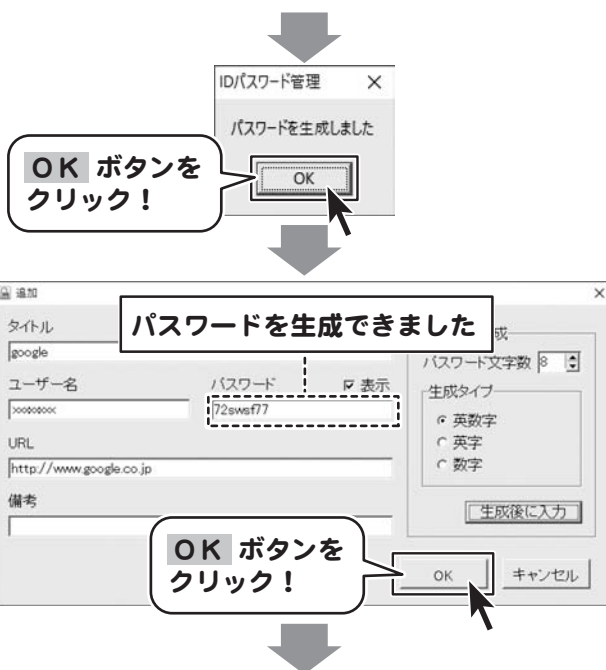 IDパスワード管理
パスワードを生成しました
OK
OK ボタンを
クリック！
追加
パスワードを生成できました
タイトル
google
成
パスワード文字数 8
ユーザー名
パスワード
表示
72swsf77
生成タイプ
英数字
英字
数字
URL
http://www.google.co.jp
備考
生成後に入力
OK ボタンを
クリック！
OK
キャンセル